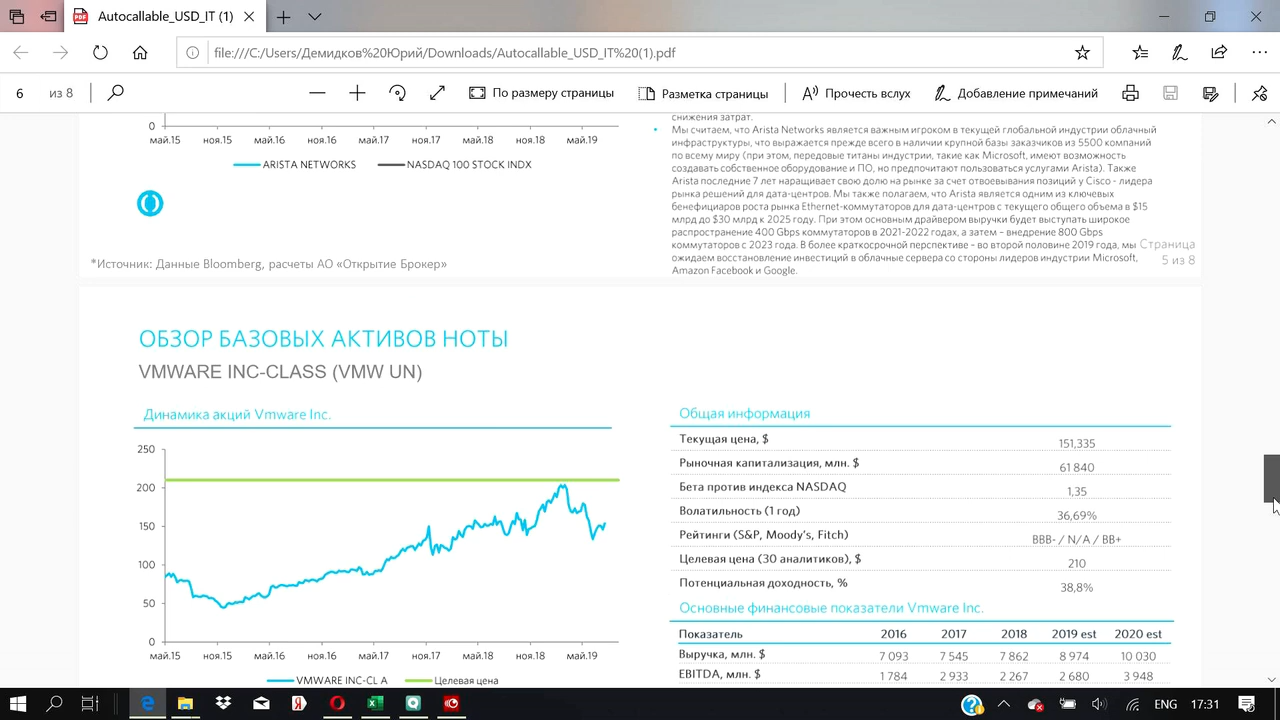 Autocallable_USD_IT (1)
file:///C:/Users/Демидков%20Юрий/Downloads/Autocallable_USD_IT%20(1).pdf
6 из 8
По размеру страницы
Разметка страницы
Прочесть вслух
Добавление примечаний
0
май.15 ноя.15 май.16 ноя.16 май.17 ноя.17 май.18 ноя.18 май.19
ARISTA NETWORKS NASDAQ 100 STOCK INDX
*Источник: Данные Bloomberg, расчеты АО «Открытие Брокер»
снижения затрат.
• Мы считаем, что Arista Networks является важным игроком в текущей глобальной индустрии облачный
инфраструктуры, что выражается прежде всего в наличии крупной базы заказчиков из 5500 компаний
по всему миру (при этом, передовые титаны индустрии, такие как Microsoft, имеют возможность
создавать собственное оборудование и ПО, но предпочитают пользоваться услугами Arista). Также
Arista последние 7 лет наращивает свою долю на рынке за счет отвоевывания позиций у Cisco - лидера
рынка решений для дата-центров. Мы также полагаем, что Arista является одним из ключевых
бенефициаров роста рынка Ethernet-коммутаторов для дата-центров с текущего общего объема в $15
млрд до $30 млрд к 2025 году. При этом основным драйвером выручки будет выступать широкое
распространение 400 Gbps коммутаторов в 2021-2022 годах, а затем – внедрение 800 Gbps
коммутаторов с 2023 года. В более краткосрочной перспективе – во второй половине 2019 года, мы
ожидаем восстановление инвестиций в облачные сервера со стороны лидеров индустрии Microsoft,
Amazon Facebook и Google.
Страница
5 из 8
ОБЗОР БАЗОВЫХ АКТИВОВ НОТЫ
VMWARE INC-CLASS (VMW UN)
Динамика акций Vmware Inc.
250
200
150
100
50
0
май.15 ноя.15 май.16 ноя.16 май.17 ноя.17 май.18 ноя.18 май.19
VMWARE INC-CL A Целевая цена
Общая информация
Текущая цена, $ 151,335
Рыночная капитализация, млн. $ 61 840
Бета против индекса NASDAQ 1,35
Волатильность (1 год) 36,69%
Рейтинги (S&P, Moody's, Fitch) BBB- / N/A / BB+
Целевая цена (30 аналитиков), $ 210
Потенциальная доходность, % 38,8%
Основные финансовые показатели Vmware Inc.
Показатель 2016 2017 2018 2019 est 2020 est
Выручка, млн. $ 7 093 7 545 7 862 8 974 10 030
EBITDA, млн. $ 1 784 2 933 2 267 2 680 3 948
ENG 17:31